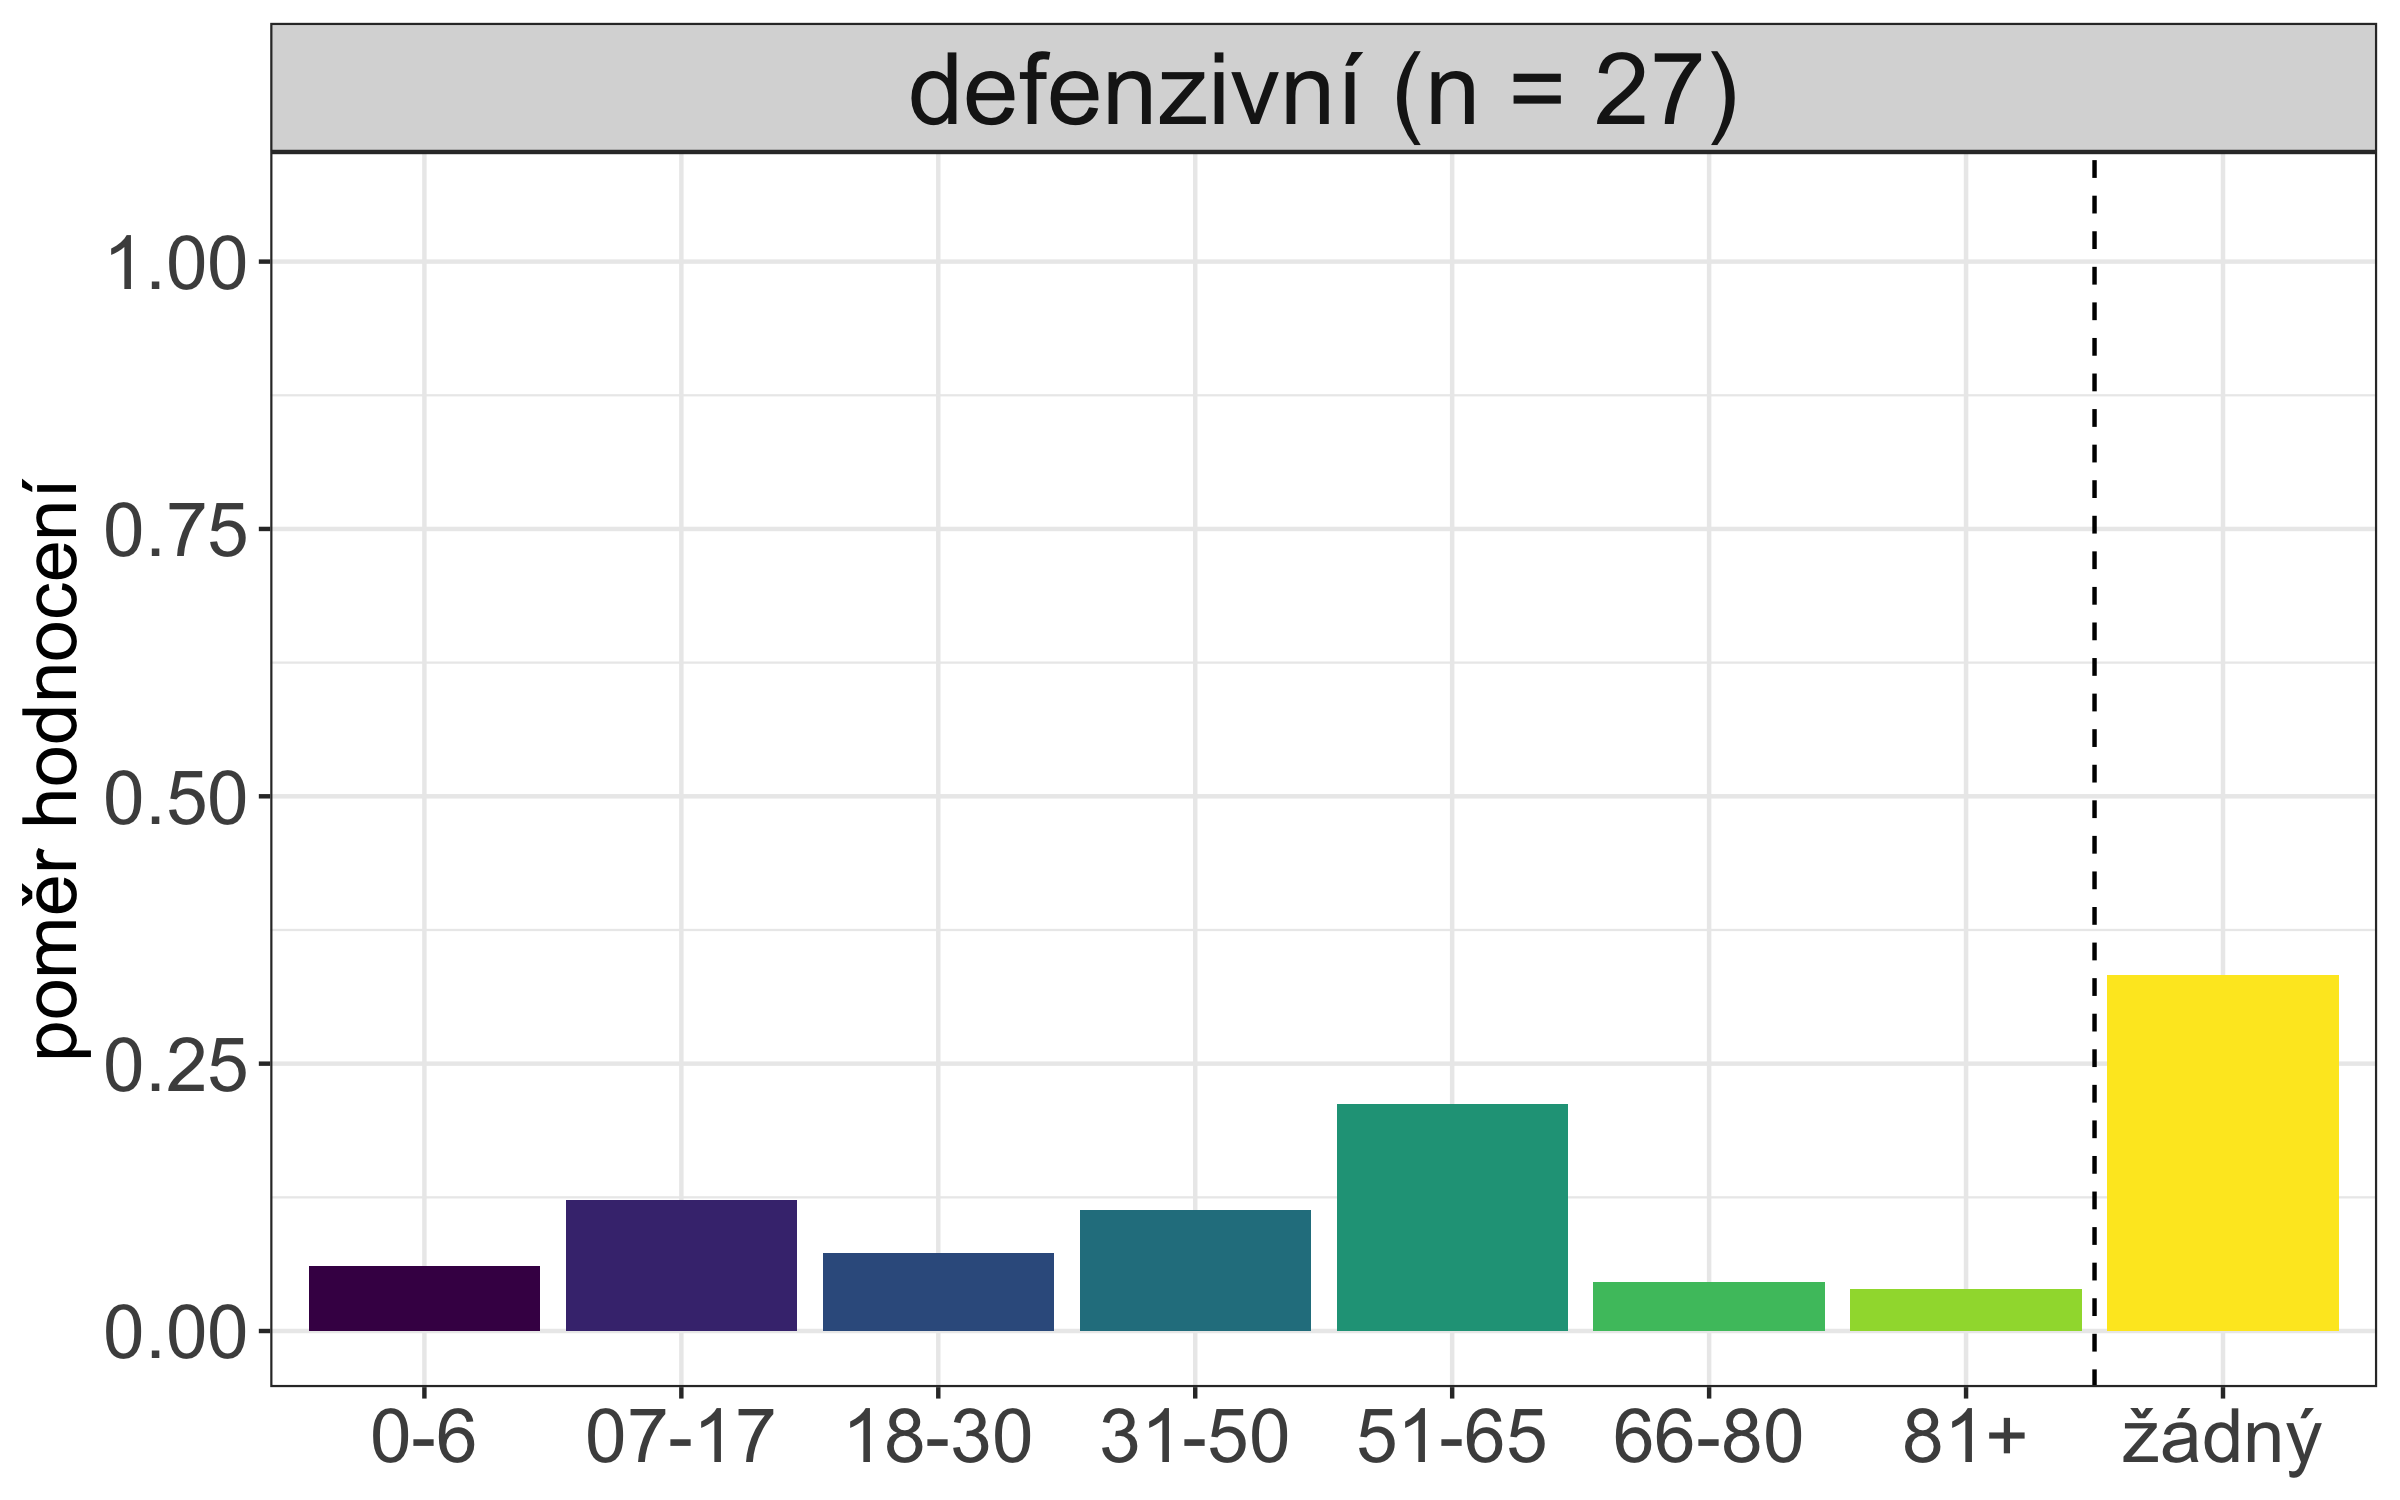 defenzivní (n = 27)
poměr hodnocení
1.00
0.75
0.50
0.25
0.00
0-6 07-17 18-30 31-50 51-65 66-80 81+ žádný